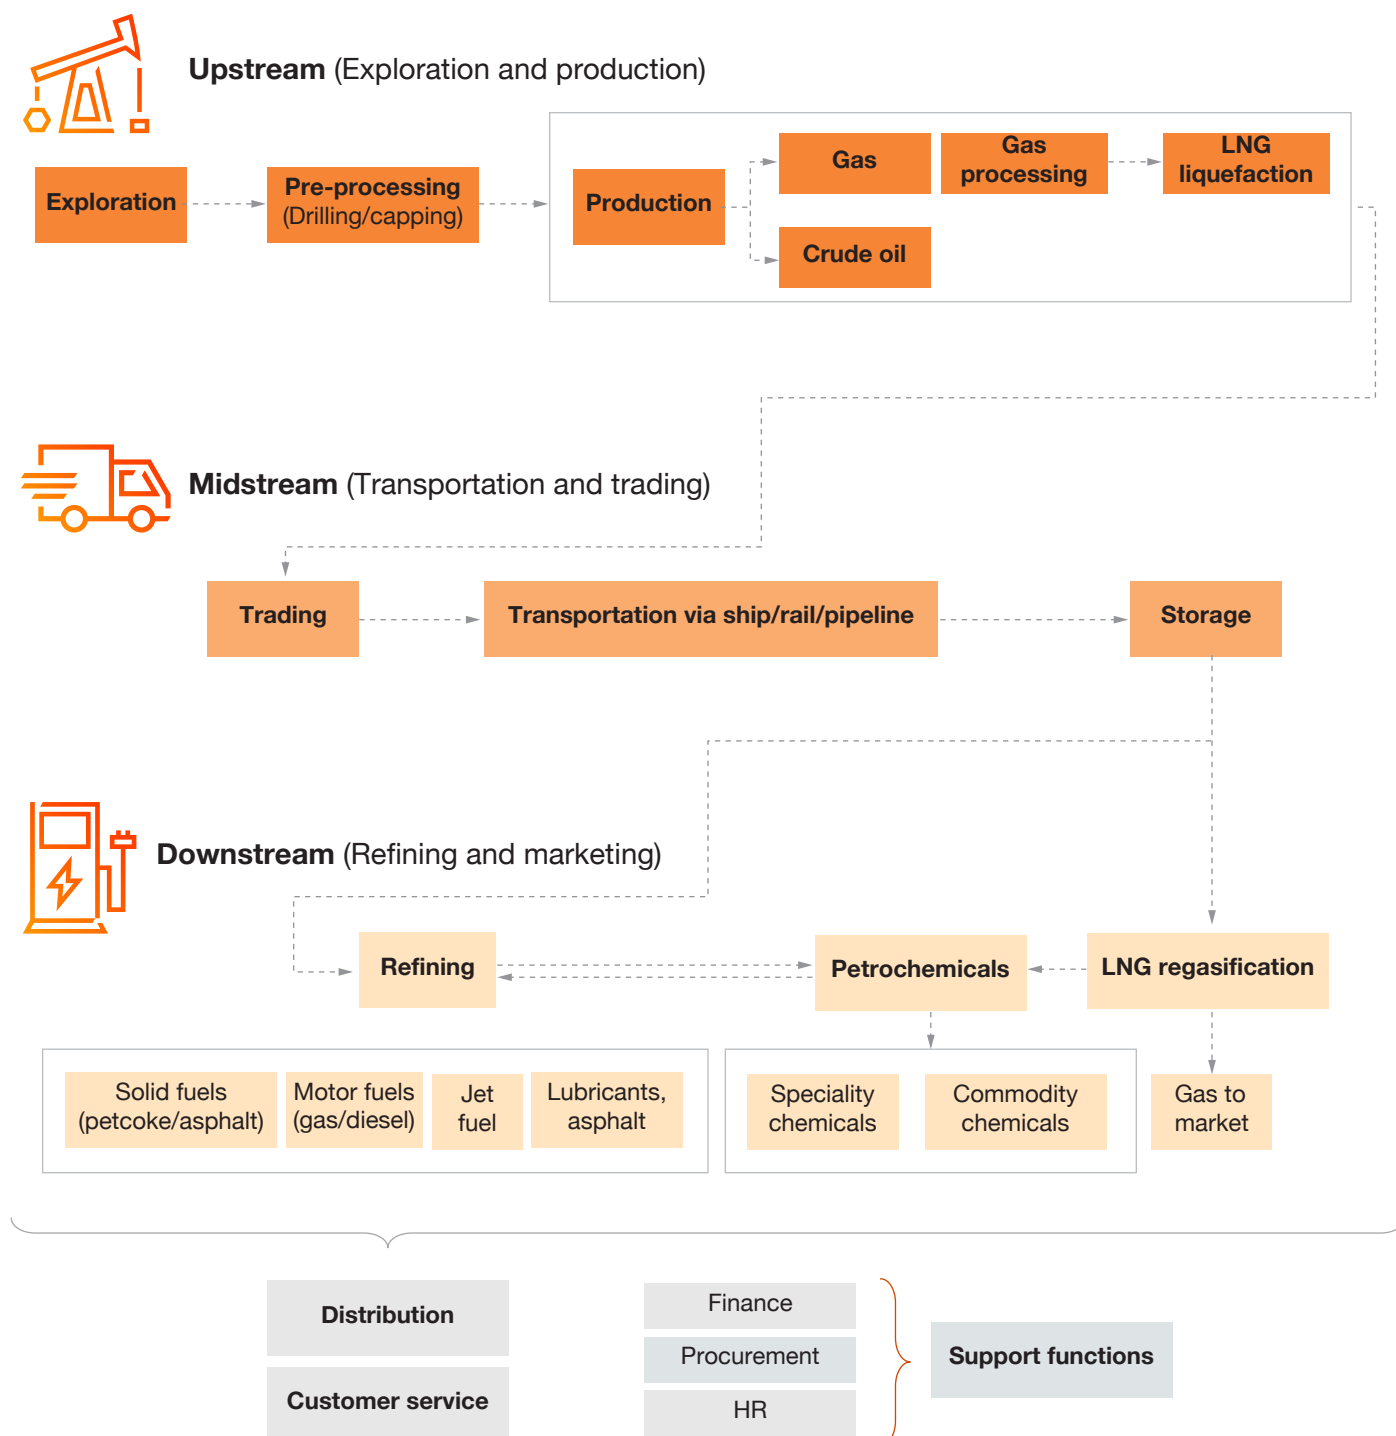 Upstream (Exploration and production)
Exploration
Pre-processing
(Drilling/capping)
Production
Gas
Gas
processing
LNG
liquefaction
Crude oil
Midstream (Transportation and trading)
Trading
Transportation via ship/rail/pipeline
Storage
Downstream (Refining and marketing)
Refining
Petrochemicals
LNG regasification
Solid fuels
(petcoke/asphalt)
Motor fuels
(gas/diesel)
Jet
fuel
Lubricants,
asphalt
Speciality
chemicals
Commodity
chemicals
Gas to
market
Distribution
Customer service
Finance
Procurement
HR
Support functions